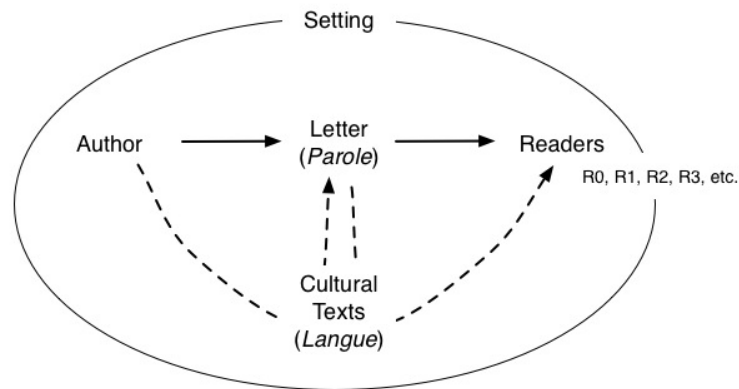 Setting
Author
Letter
(Parole)
Readers
R0, R1, R2, R3, etc.
Cultural
Texts
(Langue)